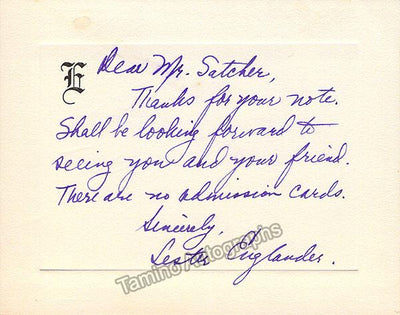 E
Dear Mr. Satcher,
Thanks for your note.
Shall be looking forward to
seeing you and your friend.
There are no admission cards.
Sincerely,
Lester Englander.
Tamino Autographs